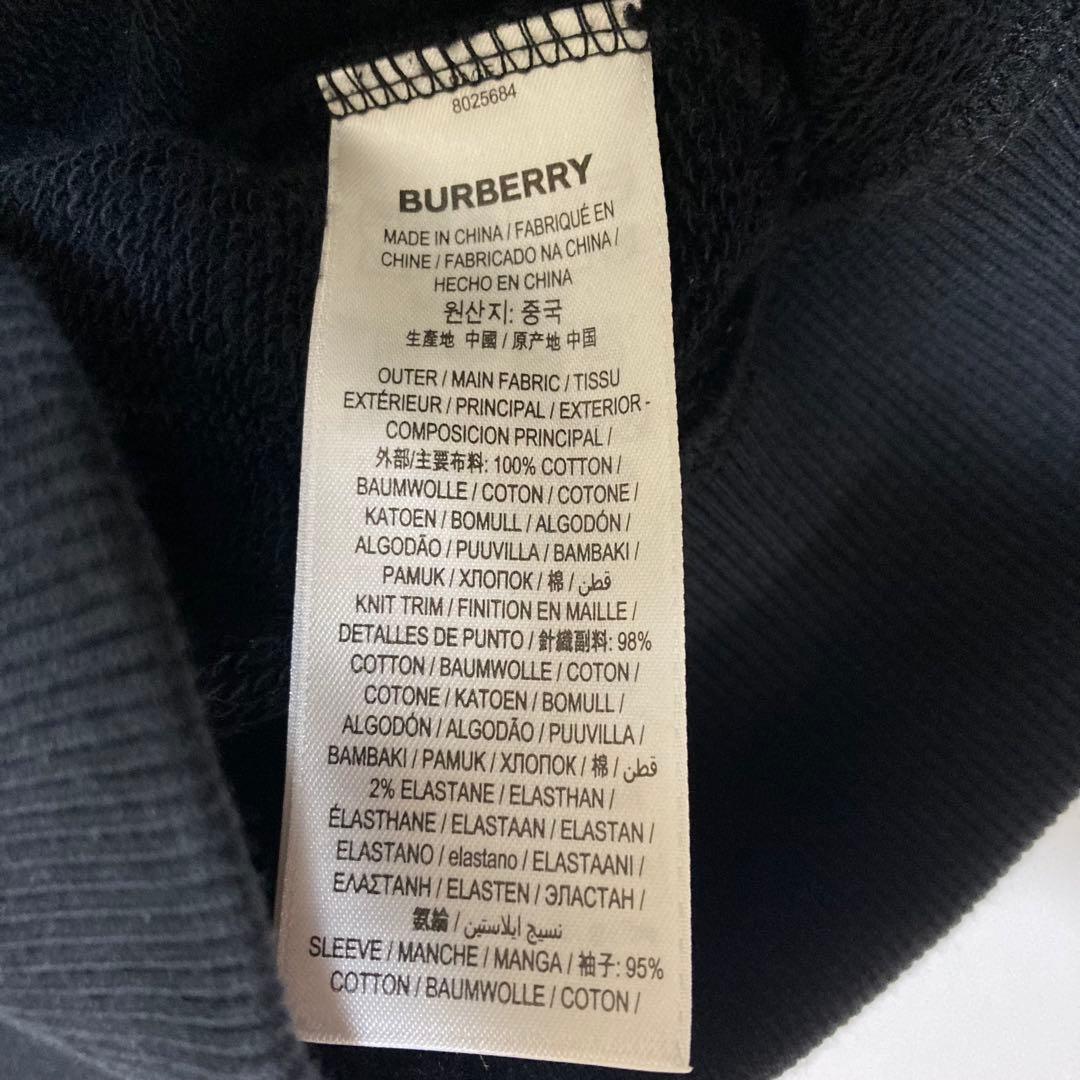 8025684
BURBERRY
MADE IN CHINA / FABRIQUÉ EN
CHINE / FABRICADO NA CHINA /
HECHO EN CHINA
원산지: 중국
生產地 中國 / 原产地 中国
OUTER / MAIN FABRIC / TISSU
EXTÉRIEUR / PRINCIPAL / EXTERIOR -
COMPOSICION PRINCIPAL /
外部/主要布料: 100% COTTON /
BAUMWOLLE / COTON / COTONE /
KATOEN / BOMULL / ALGODÓN /
ALGODÃO / PUUVILLA / BAMBAKI /
PAMUK / ХЛОПОК / 棉 / قطن
KNIT TRIM / FINITION EN MAILLE /
DETALLES DE PUNTO / 針織副料: 98%
COTTON / BAUMWOLLE / COTON /
COTONE / KATOEN / BOMULL /
ALGODÓN / ALGODÃO / PUUVILLA /
BAMBAKI / PAMUK / ХЛОПОК / 棉 / قطن
2% ELASTANE / ELASTHAN /
ÉLASTHANE / ELASTAAN / ELASTAN /
ELASTANO / elastano / ELASTAANI /
ΕΛΑΣΤΑΝΗ / ELASTEN / ЭЛАСТАН /
氨綸 / نسيج ايلاستين
SLEEVE / MANCHE / MANGA / 袖子: 95%
COTTON / BAUMWOLLE / COTON /